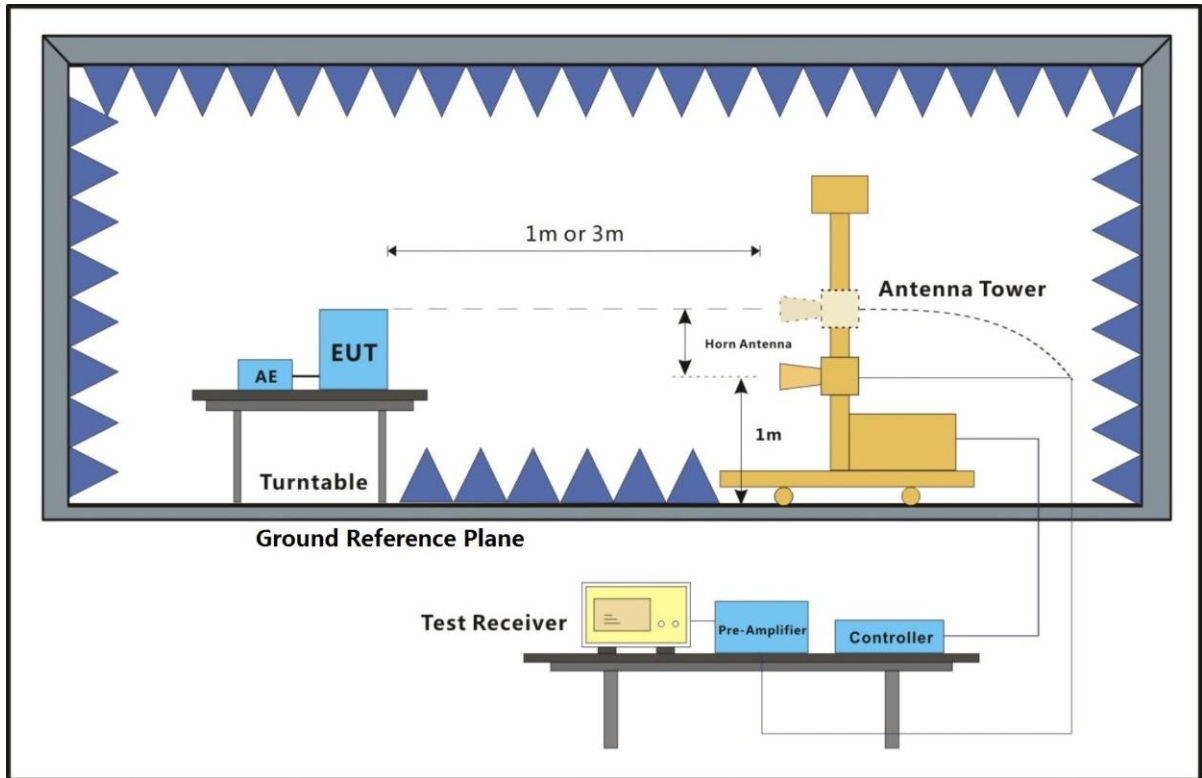 1m or 3m
Antenna Tower
Horn Antenna
EUT
AE
1m
Turntable
Ground Reference Plane
Test Receiver
Pre-Amplifier
Controller